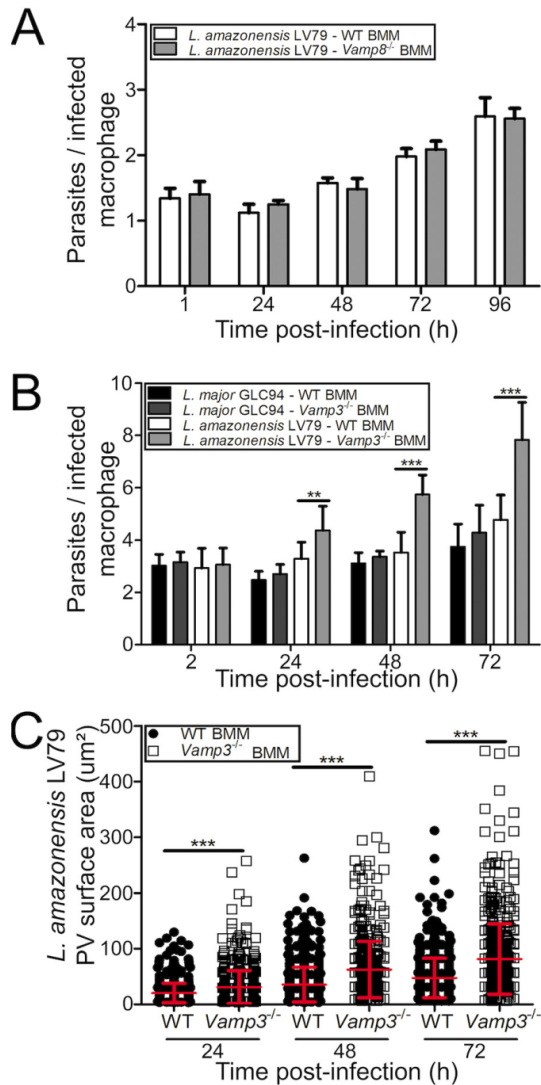 A
L. amazonensis LV79 - WT BMM
L. amazonensis LV79 - Vamp8-/- BMM
Parasites / infected
macrophage
4
3
2
1
0
1 24 48 72 96
Time post-infection (h)
B
L. major GLC94 - WT BMM
L. major GLC94 - Vamp3-/- BMM
L. amazonensis LV79 - WT BMM
L. amazonensis LV79 - Vamp3-/- BMM
Parasites / infected
macrophage
10
8
6
4
2
0
** *** ***
2 24 48 72
Time post-infection (h)
C
WT BMM
Vamp3-/- BMM
L. amazonensis LV79
PV surface area (um²)
500
400
300
200
100
0
*** *** ***
WT Vamp3-/- WT Vamp3-/- WT Vamp3-/-
24 48 72
Time post-infection (h)